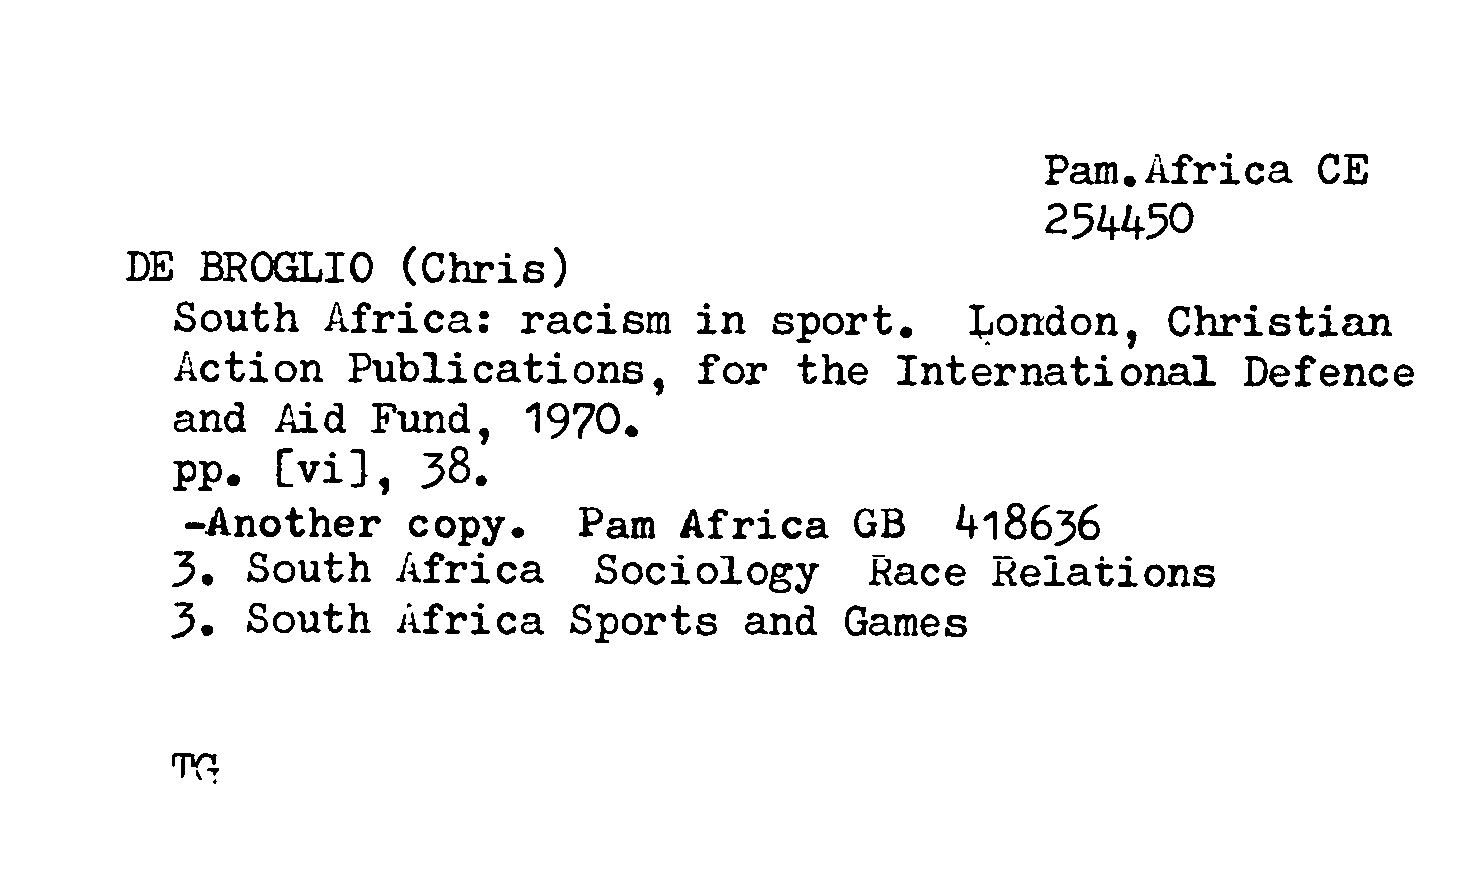 Pam.Africa CE
254450
DE BROGLIO (Chris)
South Africa: racism in sport. London, Christian
Action Publications, for the International Defence
and Aid Fund, 1970.
pp. [vi], 38.
-Another copy. Pam Africa GB 418636
3. South Africa Sociology Race Relations
3. South Africa Sports and Games
TG